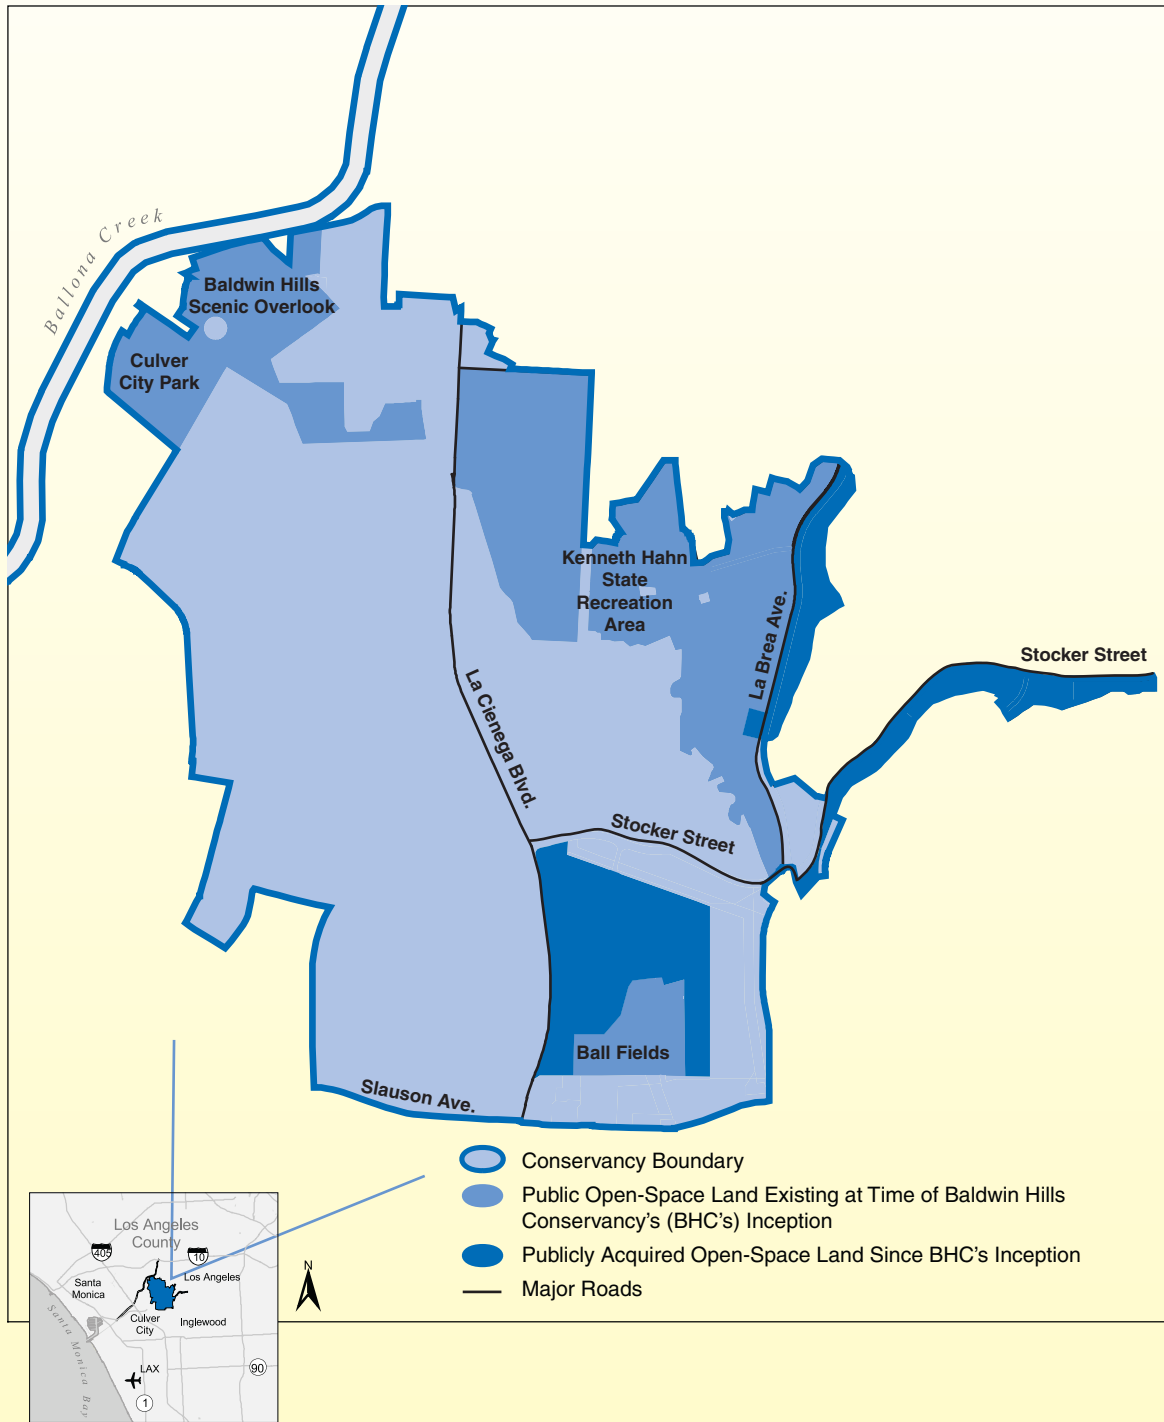 Ballona Creek
Baldwin Hills
Scenic Overlook
Culver
City Park
Kenneth Hahn
State
Recreation
Area
La Brea Ave.
Stocker Street
La Cienega Blvd.
Stocker Street
Ball Fields
Slauson Ave.
Conservancy Boundary
Public Open-Space Land Existing at Time of Baldwin Hills
Conservancy's (BHC's) Inception
Publicly Acquired Open-Space Land Since BHC's Inception
Major Roads
N
Los Angeles
County
405
10
Santa
Monica
Los Angeles
Culver
City
Inglewood
Santa Monica Bay
LAX
90
1